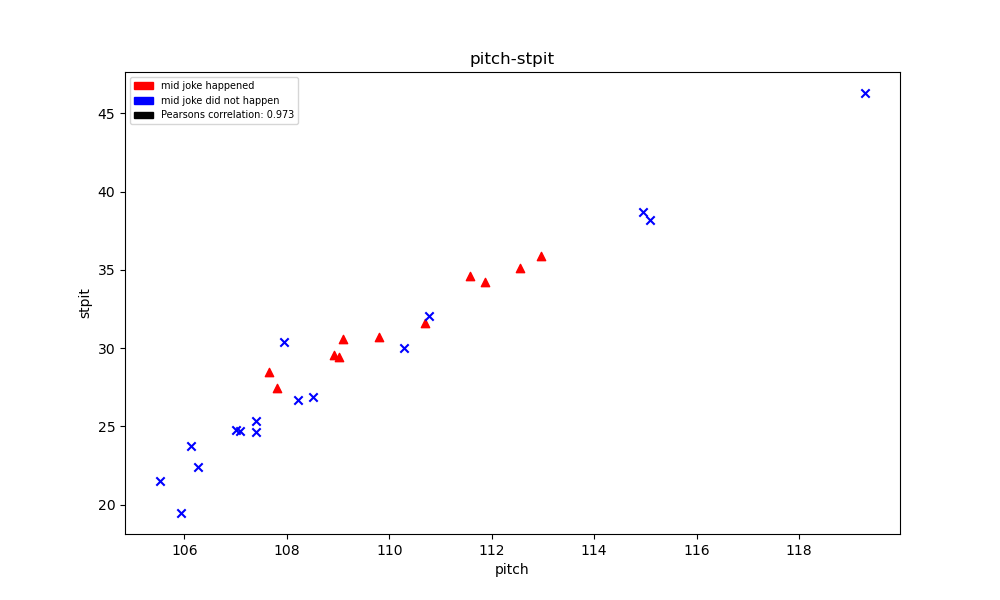 pitch-stpit
mid joke happened
mid joke did not happen
Pearsons correlation: 0.973
45
40
35
30
25
20
stpit
106 108 110 112 114 116 118
pitch